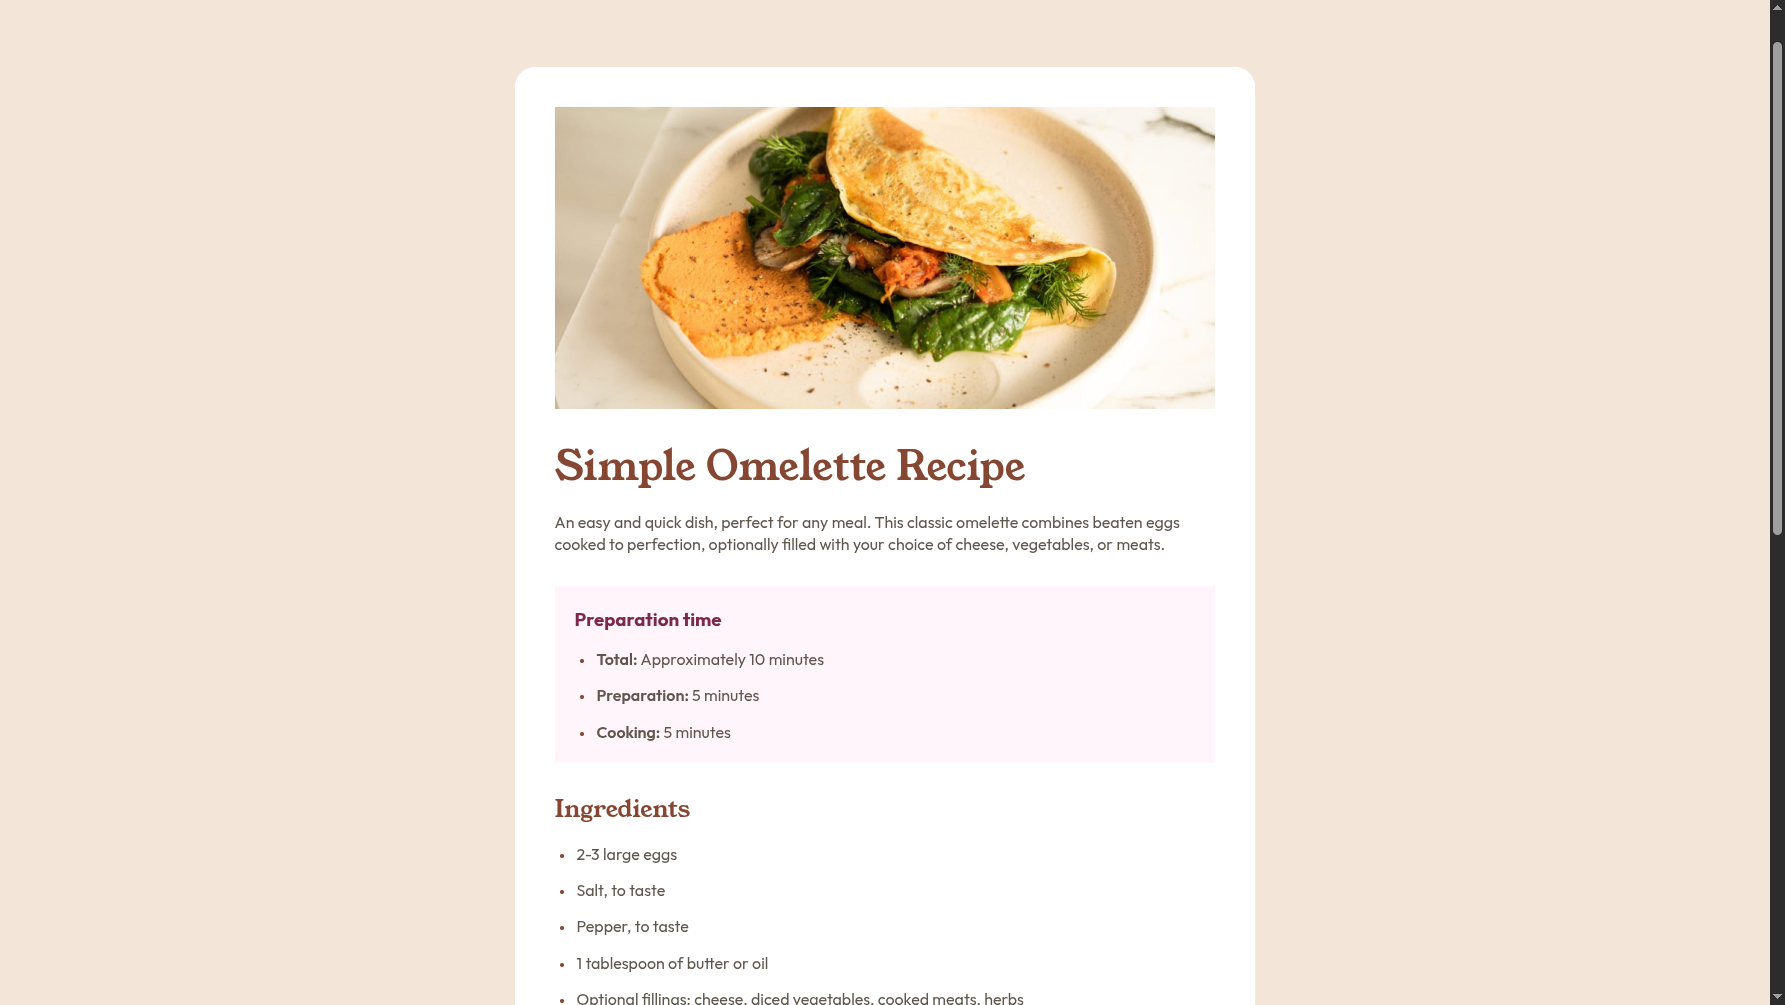 Simple Omelette Recipe
An easy and quick dish, perfect for any meal. This classic omelette combines beaten eggs
cooked to perfection, optionally filled with your choice of cheese, vegetables, or meats.
Preparation time
• Total: Approximately 10 minutes
• Preparation: 5 minutes
• Cooking: 5 minutes
Ingredients
• 2-3 large eggs
• Salt, to taste
• Pepper, to taste
• 1 tablespoon of butter or oil
• Optional fillings: cheese, diced vegetables, cooked meats, herbs